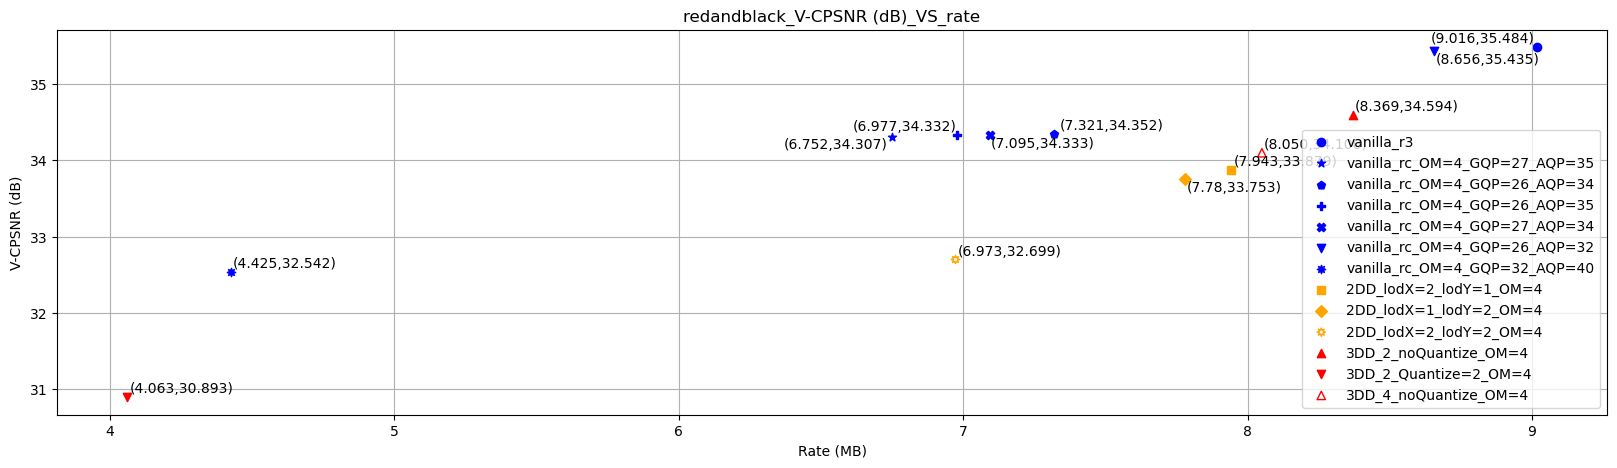 redandblack_V-CPSNR (dB)_VS_rate
V-CPSNR (dB)
35
34
33
32
31
(9.016,35.484)
(8.656,35.435)
(8.369,34.594)
(6.977,34.332)
(7.321,34.352)
(6.752,34.307)
(7.095,34.333)
(7.943,33.879)
(7.78,33.753)
(6.973,32.699)
(4.425,32.542)
(4.063,30.893)
vanilla_r3
vanilla_rc_OM=4_GQP=27_AQP=35
vanilla_rc_OM=4_GQP=26_AQP=34
vanilla_rc_OM=4_GQP=26_AQP=35
vanilla_rc_OM=4_GQP=27_AQP=34
vanilla_rc_OM=4_GQP=26_AQP=32
vanilla_rc_OM=4_GQP=32_AQP=40
2DD_lodX=2_lodY=1_OM=4
2DD_lodX=1_lodY=2_OM=4
2DD_lodX=2_lodY=2_OM=4
3DD_2_noQuantize_OM=4
3DD_2_Quantize=2_OM=4
3DD_4_noQuantize_OM=4
4
5
6
7
8
9
Rate (MB)